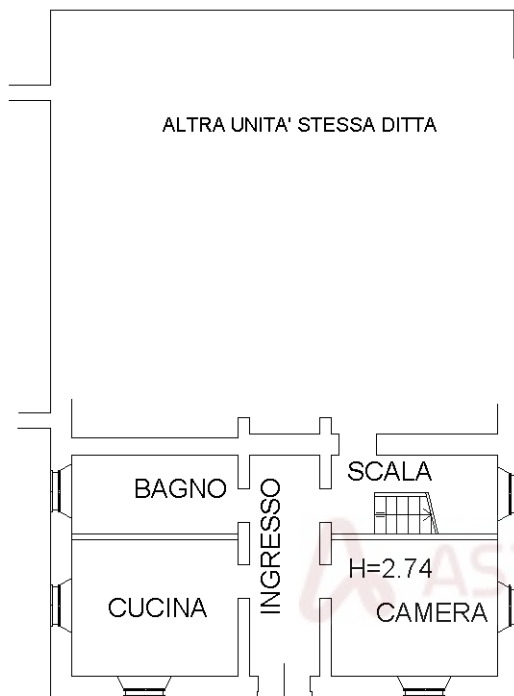 ALTRA UNITA' STESSA DITTA
BAGNO
SCALA
INGRESSO
H=2.74
CUCINA
CAMERA